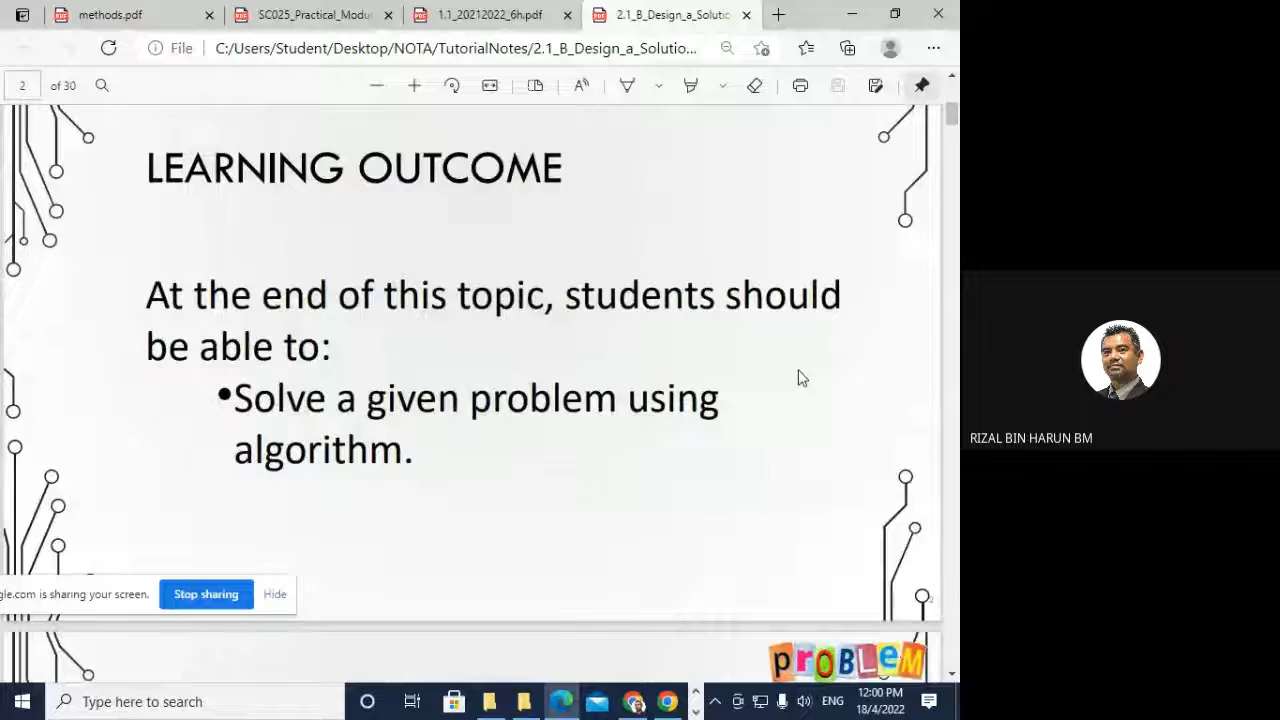 methods.pdf
SC025_Practical_Modu
1.1_20212022_6h.pdf
2.1_B_Design_a_Solutio
File
C:/Users/Student/Desktop/NOTA/TutorialNotes/2.1_B_Design_a_Solutio...
2
of 30
LEARNING OUTCOME
At the end of this topic, students should
be able to:
•Solve a given problem using
algorithm.
RIZAL BIN HARUN BM
gle.com is sharing your screen.
Stop sharing
Hide
2
PROBLEM
Type here to search
ENG
12:00 PM
18/4/2022